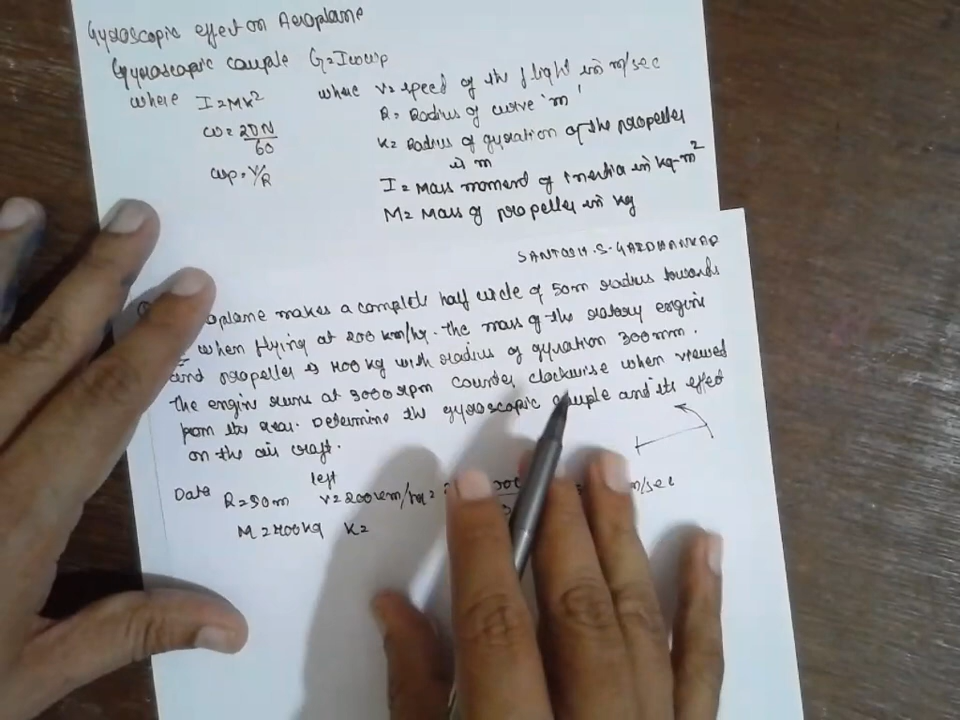 Gyroscopic effect on Aeroplane
Gyroscopic couple G=Iωωp
where I=MK²
ω= 2πN/60
ωp=V/R
where V= speed of the flight in m/sec
R= Radius of curve 'm'
K= Radius of gyration of the propeller
is m
I= Mass moment of inertia in kg-m²
M= Mass of propeller in kg
SANTOSH.S.GARDHANKAR
oplane makes a complete half circle of 50m radius towards
when flying at 200 km/hr. the mass of the rotary engine
and propeller is 400 kg with radius of gyration 300mm.
The engine runs at 3000 rpm counter clockwise when viewed
from the rear. Determine the gyroscopic couple and its effect
on the air craft.
left
Data R=50m V=200km/hr= m/sec
M=400kg K=